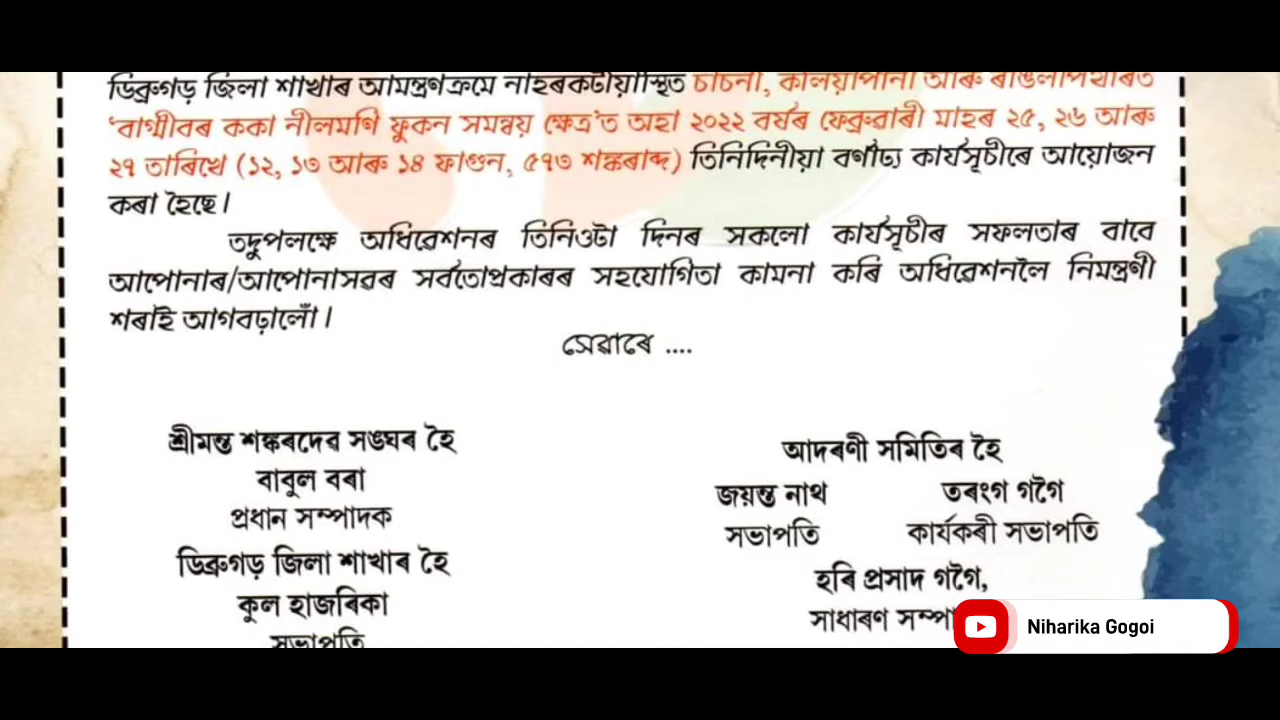 ডিব্ৰুগড় জিলা শাখাৰ আমন্ত্ৰণক্ৰমে নাহৰকটীয়াস্থিত চাচনী, কলিয়াপানী আৰু ৰাঙলীপথাৰত
‘বাগ্মীবৰ ককা নীলমণি ফুকন সমন্বয় ক্ষেত্ৰ’ত অহা ২০২২ বৰ্ষৰ ফেব্ৰুৱাৰী মাহৰ ২৫, ২৬ আৰু
২৭ তাৰিখে (১২, ১৩ আৰু ১৪ ফাগুন, ৫৭৩ শঙ্কৰাব্দ) তিনিদিনীয়া বৰ্ণাঢ্য কাৰ্যসূচীৰে আয়োজন
কৰা হৈছে।
তদুপলক্ষে অধিৱেশনৰ তিনিওটা দিনৰ সকলো কাৰ্যসূচীৰ সফলতাৰ বাবে
আপোনাৰ/আপোনাসৱৰ সৰ্বতোপ্ৰকাৰৰ সহযোগিতা কামনা কৰি অধিৱেশনলৈ নিমন্ত্ৰণী
শৰাই আগবঢ়ালোঁ।
সেৱাৰে ....
শ্ৰীমন্ত শঙ্কৰদেৱ সঙঘৰ হৈ
বাবুল বৰা
প্ৰধান সম্পাদক
ডিব্ৰুগড় জিলা শাখাৰ হৈ
কুল হাজৰিকা
সভাপতি
আদৰণী সমিতিৰ হৈ
জয়ন্ত নাথ তৰংগ গগৈ
সভাপতি কাৰ্যকৰী সভাপতি
হৰি প্ৰসাদ গগৈ,
সাধাৰণ
Niharika Gogoi